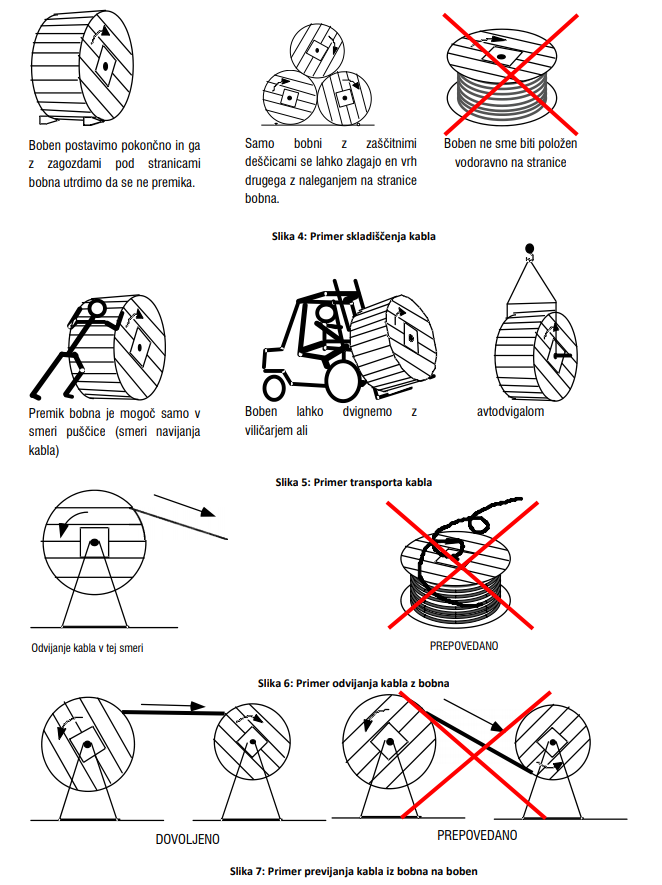 Boben postavimo pokončno in ga
z zagozdami pod stranicami
bobna utrdimo da se ne premika.
Samo bobni z zaščitnimi
deščicami se lahko zlagajo en vrh
drugega z naleganjem na stranice
bobna.
Boben ne sme biti položen
vodoravno na stranice
Slika 4: Primer skladiščenja kabla
Premik bobna je mogoč samo v
smeri puščice (smeri navijanja
kabla)
Boben lahko dvignemo z
viličarjem ali
avtodvigalom
Slika 5: Primer transporta kabla
Odvijanje kabla v tej smeri
PREPOVEDANO
Slika 6: Primer odvijanja kabla z bobna
DOVOLJENO
PREPOVEDANO
Slika 7: Primer previjanja kabla iz bobna na boben